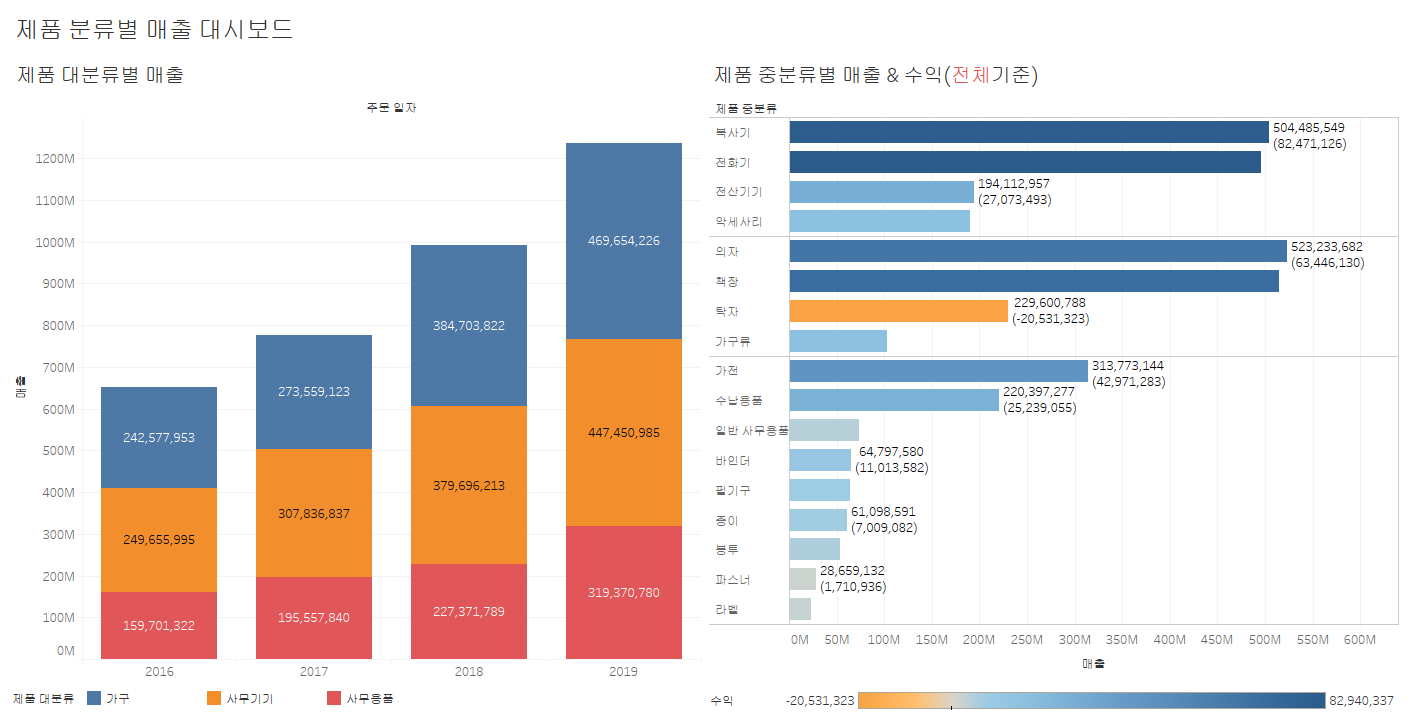 제품 분류별 매출 대시보드
제품 대분류별 매출
주문 일자
1200M
1100M
1000M
900M
800M
700M
600M
500M
400M
300M
200M
100M
0M
매출
242,577,953
249,655,995
159,701,322
273,559,123
307,836,837
195,557,840
384,703,822
379,696,213
227,371,789
469,654,226
447,450,985
319,370,780
2016 2017 2018 2019
제품 대분류 가구 사무기기 사무용품
제품 중분류별 매출 & 수익(전체기준)
제품 중분류
복사기 504,485,549
(82,471,126)
전화기
전산기기 194,112,957
(27,073,493)
악세사리
의자 523,233,682
(63,446,130)
책장
탁자 229,600,788
(-20,531,323)
가구류
가전 313,773,144
(42,971,283)
수납용품 220,397,277
(25,239,055)
일반 사무용품
바인더 64,797,580
(11,013,582)
필기구
종이 61,098,591
(7,009,082)
봉투
파스너 28,659,132
(1,710,936)
라벨
0M 50M 100M 150M 200M 250M 300M 350M 400M 450M 500M 550M 600M
매출
수익 -20,531,323 82,940,337